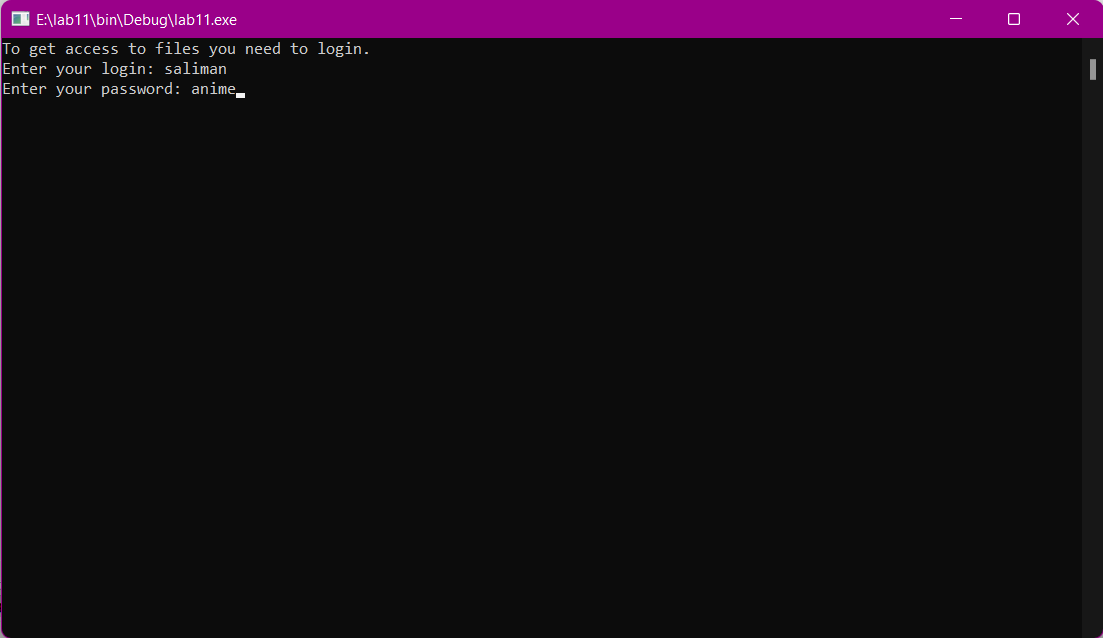 E:\lab11\bin\Debug\lab11.exe
To get access to files you need to login.
Enter your login: saliman
Enter your password: anime